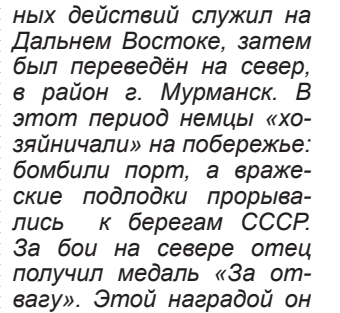 ных действий служил на
Дальнем Востоке, затем
был переведён на север,
в район г. Мурманск. В
этот период немцы «хо-
зяйничали» на побережье:
бомбили порт, а враже-
ские подлодки прорыва-
лись к берегам СССР.
За бои на севере отец
получил медаль «За от-
вагу». Этой наградой он